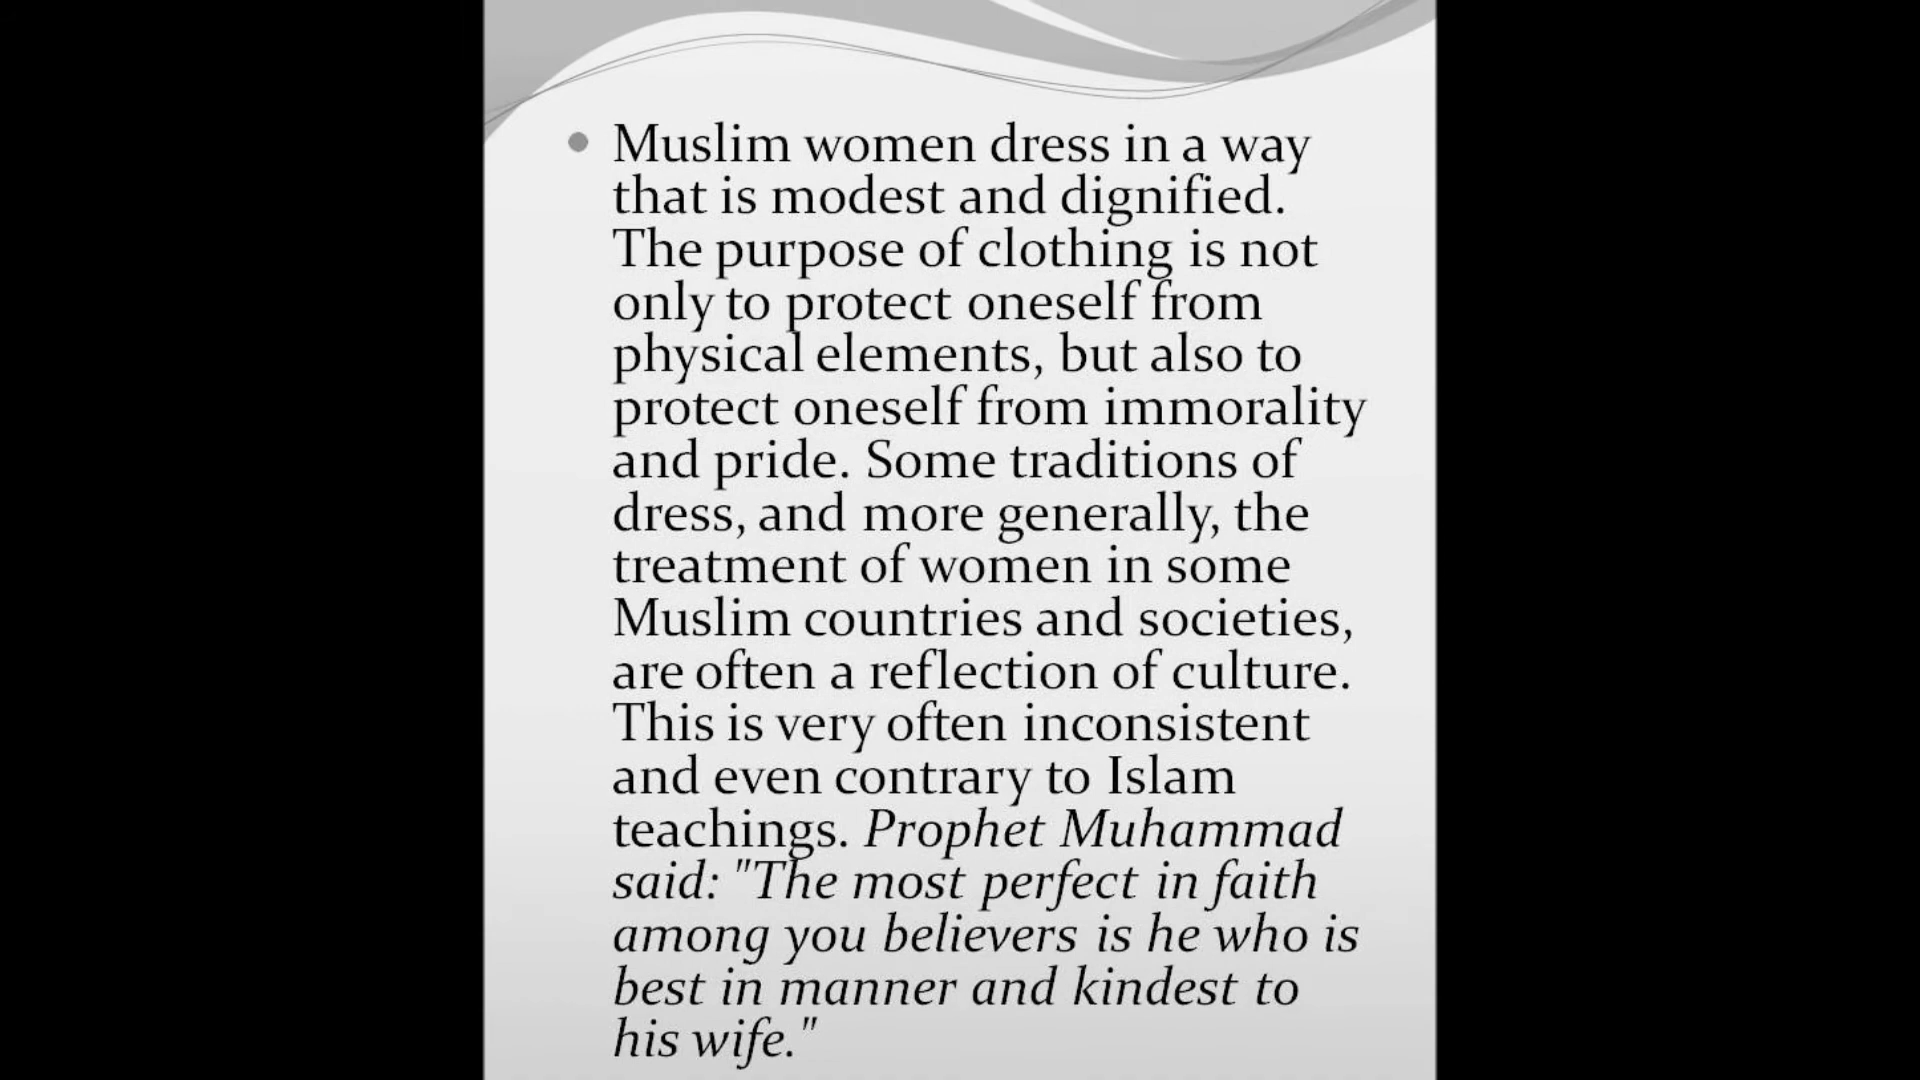 Muslim women dress in a way
that is modest and dignified.
The purpose of clothing is not
only to protect oneself from
physical elements, but also to
protect oneself from immorality
and pride. Some traditions of
dress, and more generally, the
treatment of women in some
Muslim countries and societies,
are often a reflection of culture.
This is very often inconsistent
and even contrary to Islam
teachings. Prophet Muhammad
said: "The most perfect in faith
among you believers is he who is
best in manner and kindest to
his wife."